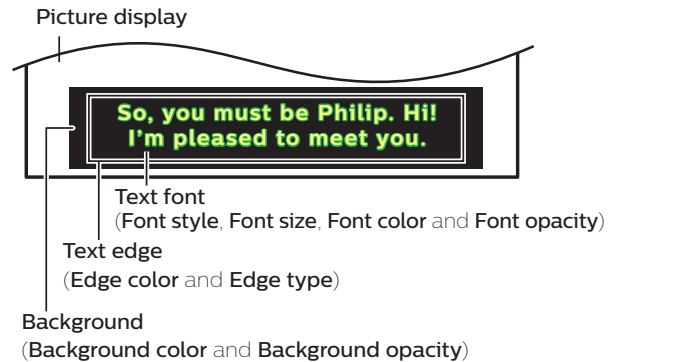 Picture display
So, you must be Philip. Hi!
I’m pleased to meet you.
Text font
(Font style, Font size, Font color and Font opacity)
Text edge
(Edge color and Edge type)
Background
(Background color and Background opacity)